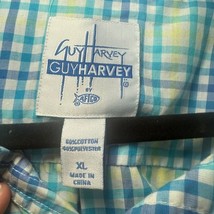 GUY HARVEY
GUYHARVEY
BY
AFTCO
60%COTTON
40%POLYESTER
XL
MADE IN
CHINA